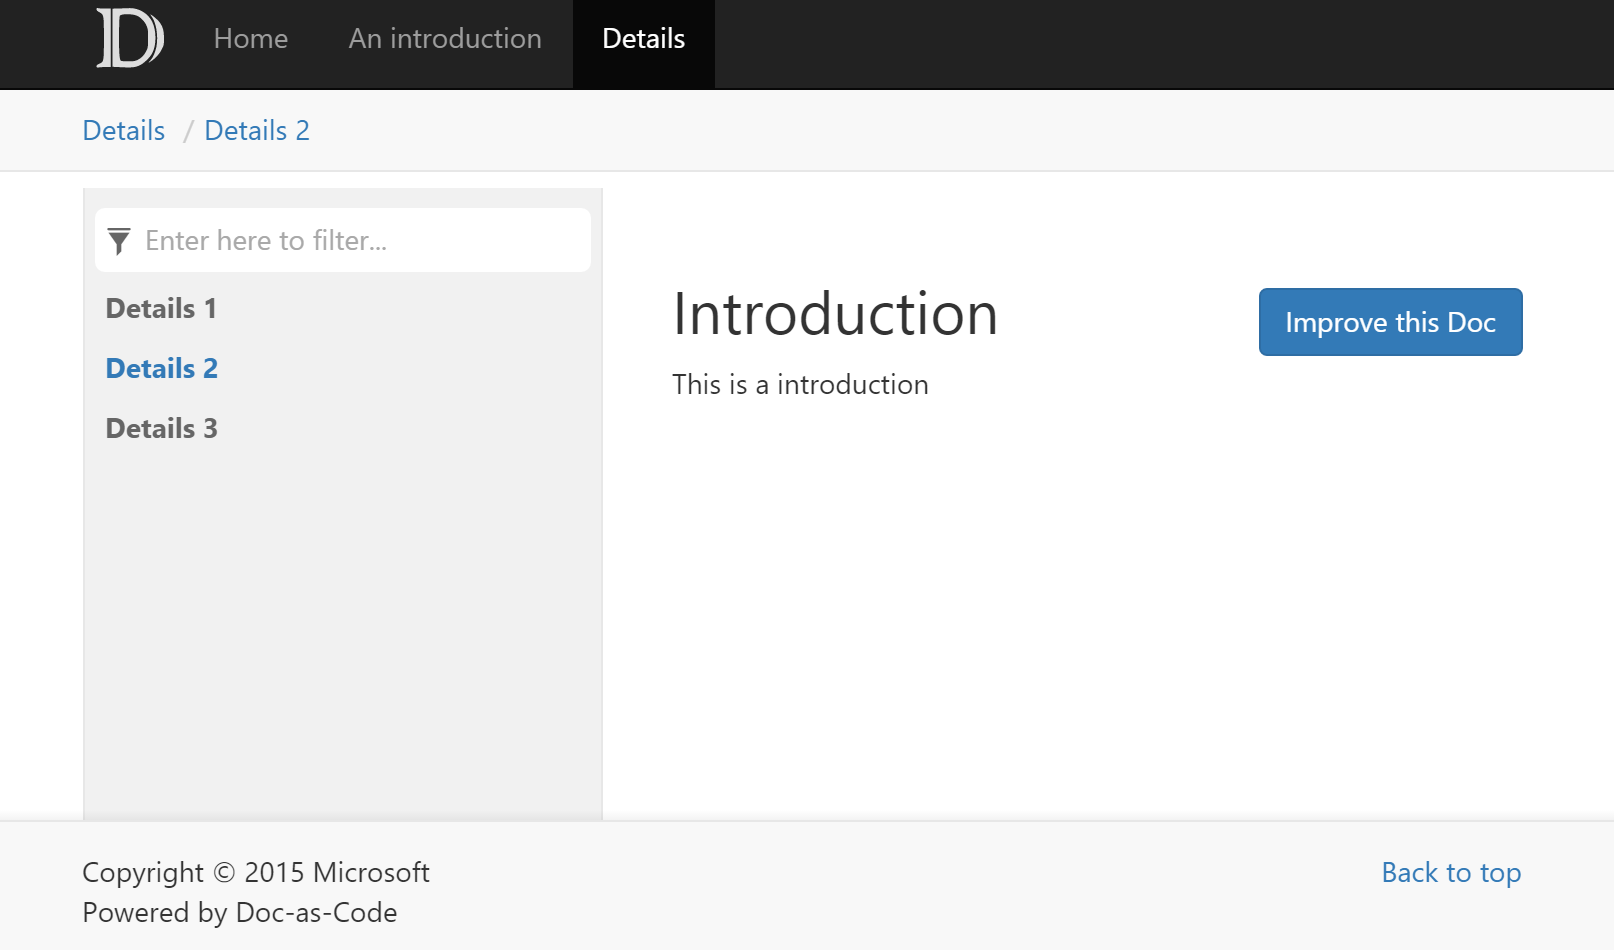 D Home An introduction Details
Details / Details 2
Enter here to filter...
Details 1
Details 2
Details 3
Introduction
Improve this Doc
This is a introduction
Copyright © 2015 Microsoft
Powered by Doc-as-Code
Back to top